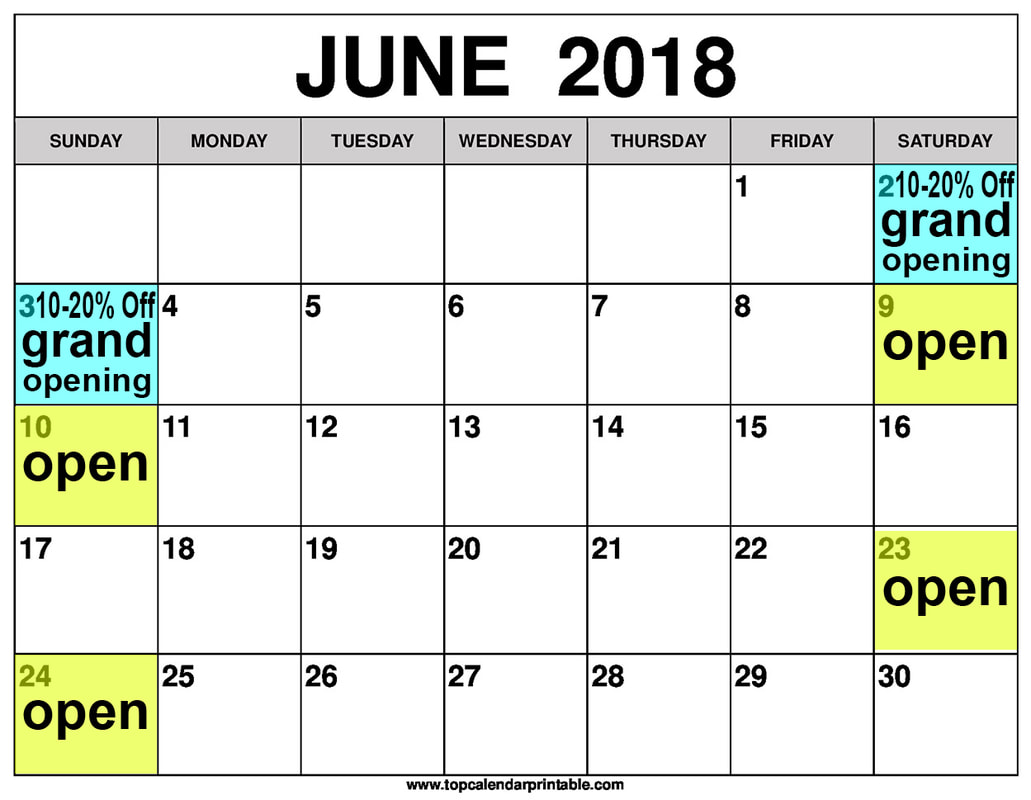 JUNE 2018
SUNDAY MONDAY TUESDAY WEDNESDAY THURSDAY FRIDAY SATURDAY
1 2 10-20% Off
grand
opening
3 10-20% Off 4 5 6 7 8 9
grand open
opening
10 11 12 13 14 15 16
open
17 18 19 20 21 22 23
open
24 25 26 27 28 29 30
open
www.topcalendarprintable.com